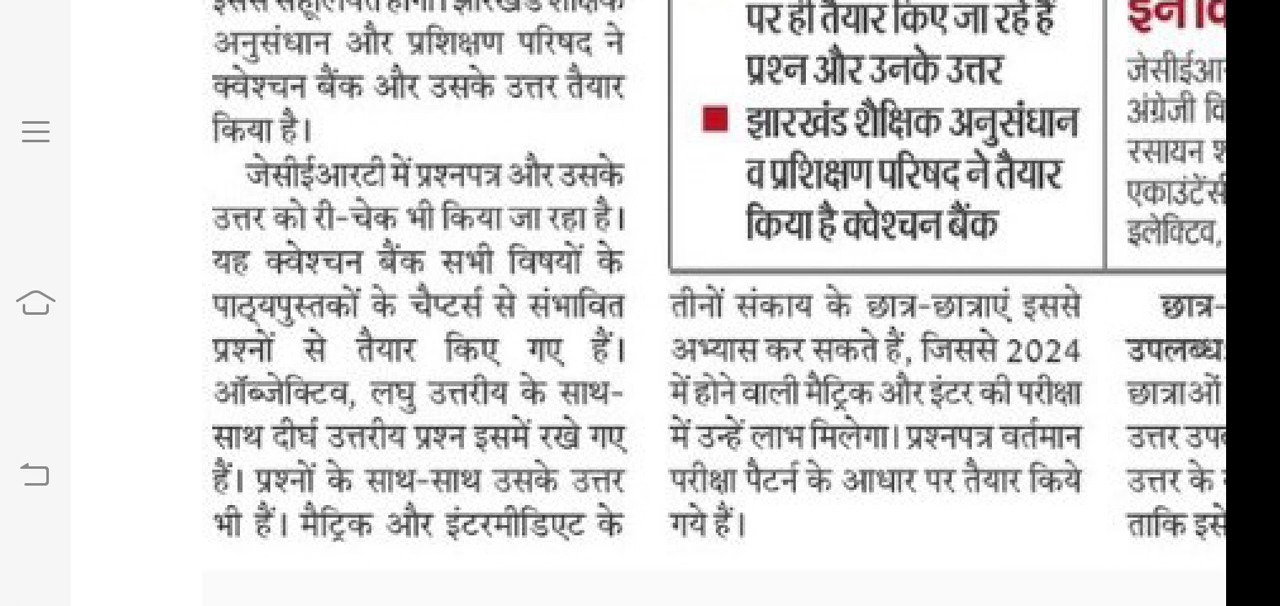 अनुसंधान और प्रशिक्षण परिषद ने
क्वेश्चन बैंक और उसके उत्तर तैयार
किया है।
जेसीईआरटी में प्रश्नपत्र और उसके
उत्तर को री-चेक भी किया जा रहा है।
यह क्वेश्चन बैंक सभी विषयों के
पाठ्यपुस्तकों के चैप्टर्स से संभावित
प्रश्नों से तैयार किए गए हैं।
ऑब्जेक्टिव, लघु उत्तरीय के साथ-
साथ दीर्घ उत्तरीय प्रश्न इसमें रखे गए
हैं। प्रश्नों के साथ-साथ उसके उत्तर
भी हैं। मैट्रिक और इंटरमीडिएट के
पर ही तैयार किए जा रहे हैं
प्रश्न और उनके उत्तर
झारखंड शैक्षिक अनुसंधान
व प्रशिक्षण परिषद ने तैयार
किया है क्वेश्चन बैंक
तीनों संकाय के छात्र-छात्राएं इससे
अभ्यास कर सकते हैं, जिससे 2024
में होने वाली मैट्रिक और इंटर की परीक्षा
में उन्हें लाभ मिलेगा। प्रश्नपत्र वर्तमान
परीक्षा पैटर्न के आधार पर तैयार किये
गये हैं।
इन
जेसीईआ
अंग्रेजी वि
रसायन
एकाउंटेंसी
इलेक्टिव,
छात्र-
उपलब्ध
छात्राओं
उत्तर उप
उत्तर के
ताकि इसे